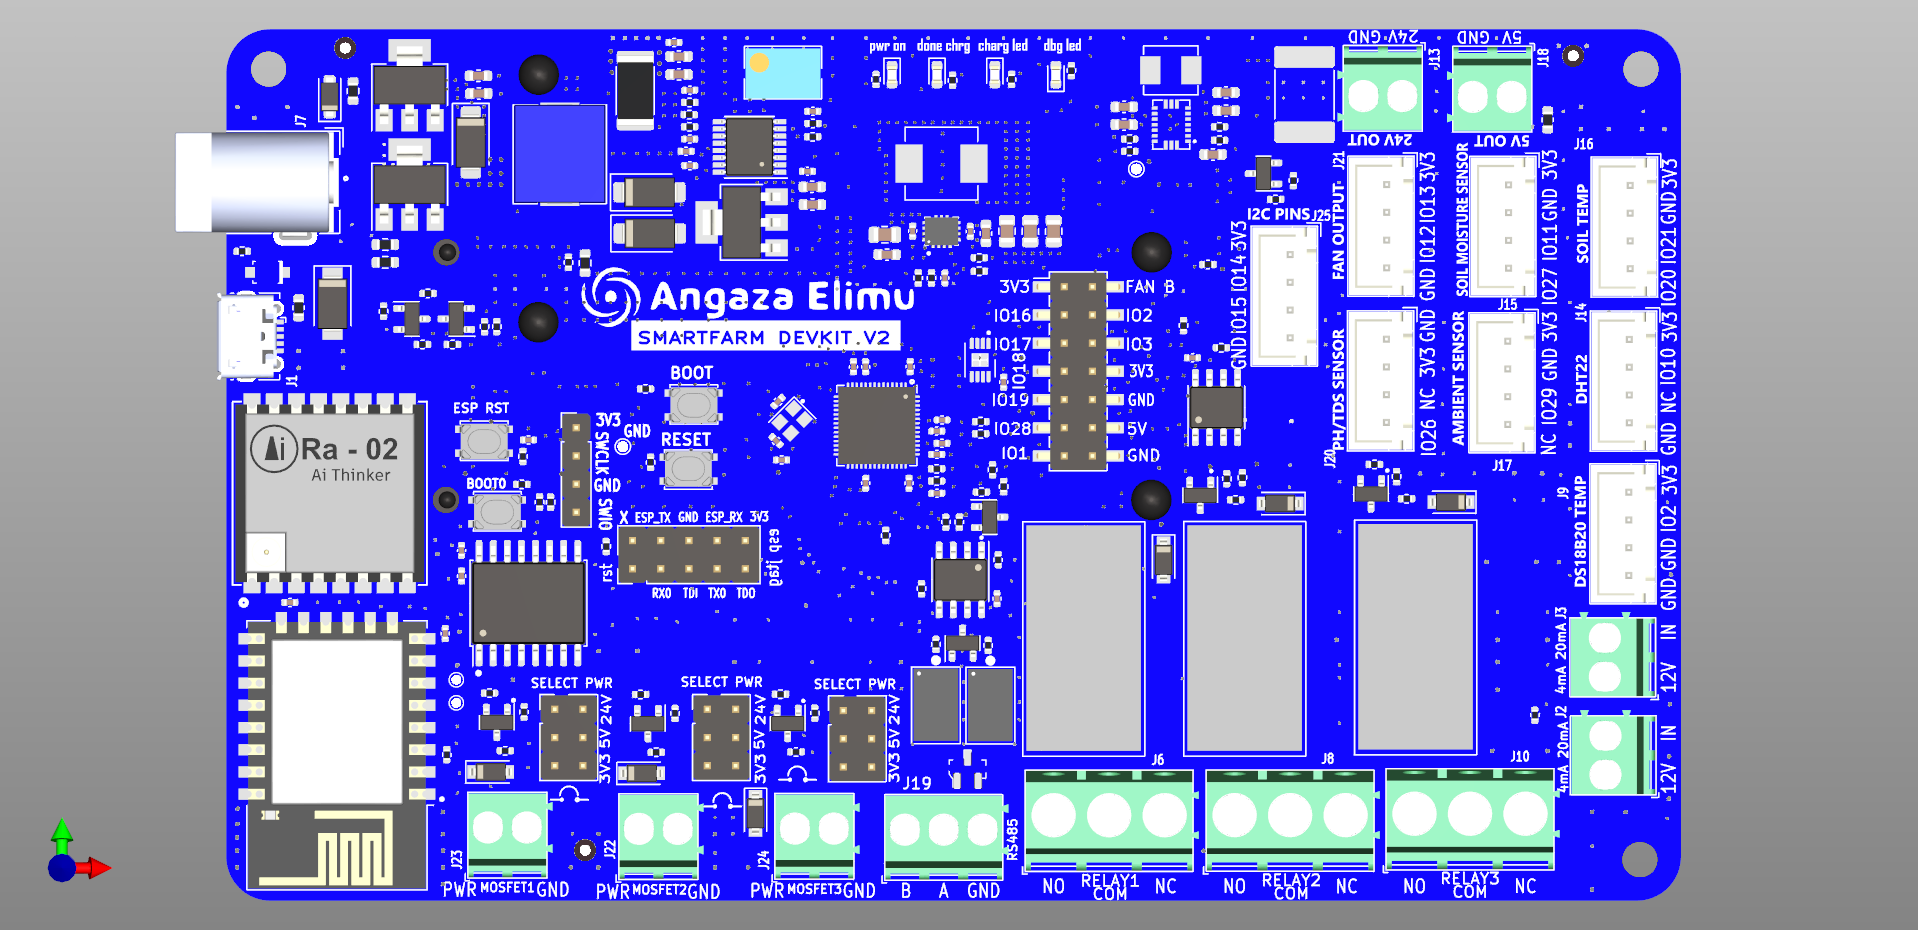 pwr on
done chrg
charg led
dbg led
24V GND
J13
5V GND
J18
24V OUT
5V OUT
J7
J16
J21
FAN OUTPUT
GND IO12 IO13 3V3
SOIL MOISTURE SENSOR
IO27 IO11 GND 3V3
J15
SOIL TEMP
IO20 IO21 GND 3V3
J14
I2C PINS
J25
GND IO15 IO14 3V3
Angaza Elimu
SMARTFARM DEVKIT.V2
3V3
FAN B
IO16
IO2
IO17
IO3
IO18
3V3
IO19
GND
IO28
5V
IO1
GND
J1
PH/TDS SENSOR
IO26 NC 3V3 GND
J20
AMBIENT SENSOR
NC IO29 GND 3V3
J17
DHT22
GND NC IO10 3V3
BOOT
RESET
ESP RST
BOOT0
3V3
SWCLK
GND
SWIO
GND
Ai
Ra - 02
Ai Thinker
X ESP_TX GND ESP_RX 3V3
rst
esp jtag
RX0 TDI TX0 TDO
J9
DS18B20 TEMP
GND GND IO2 3V3
J3
4mA 20mA
12V IN
J2
4mA 20mA
12V IN
SELECT PWR
3V3 5V 24V
SELECT PWR
3V3 5V 24V
SELECT PWR
3V3 5V 24V
J6
J8
J10
J19
J23
J22
J24
RS485
PWR MOSFET1 GND
PWR MOSFET2 GND
PWR MOSFET3 GND
B A GND
NO RELAY1 NC
COM
NO RELAY2 NC
COM
NO RELAY3 NC
COM